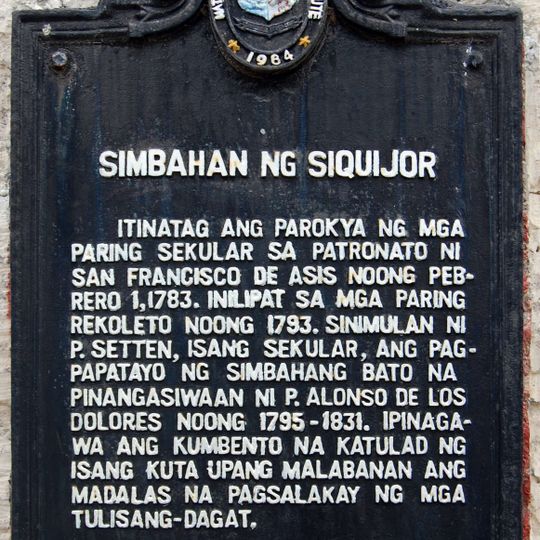 1984
SIMBAHAN NG SIQUIJOR
ITINATAG ANG PAROKYA NG MGA
PARING SEKULAR SA PATRONATO NI
SAN FRANCISCO DE ASIS NOONG PEB-
RERO 1,1783. INILIPAT SA MGA PARING
REKOLETO NOONG 1793. SINIMULAN NI
P. SETTEN, ISANG SEKULAR, ANG PAG-
PAPATAYO NG SIMBAHANG BATO NA
PINANGASIWAAN NI P. ALONSO DE LOS
DOLORES NOONG 1795-1831. IPINAGA-
WA ANG KUMBENTO NA KATULAD NG
ISANG KUTA UPANG MALABANAN ANG
MADALAS NA PAGSALAKAY NG MGA
TULISANG-DAGAT.